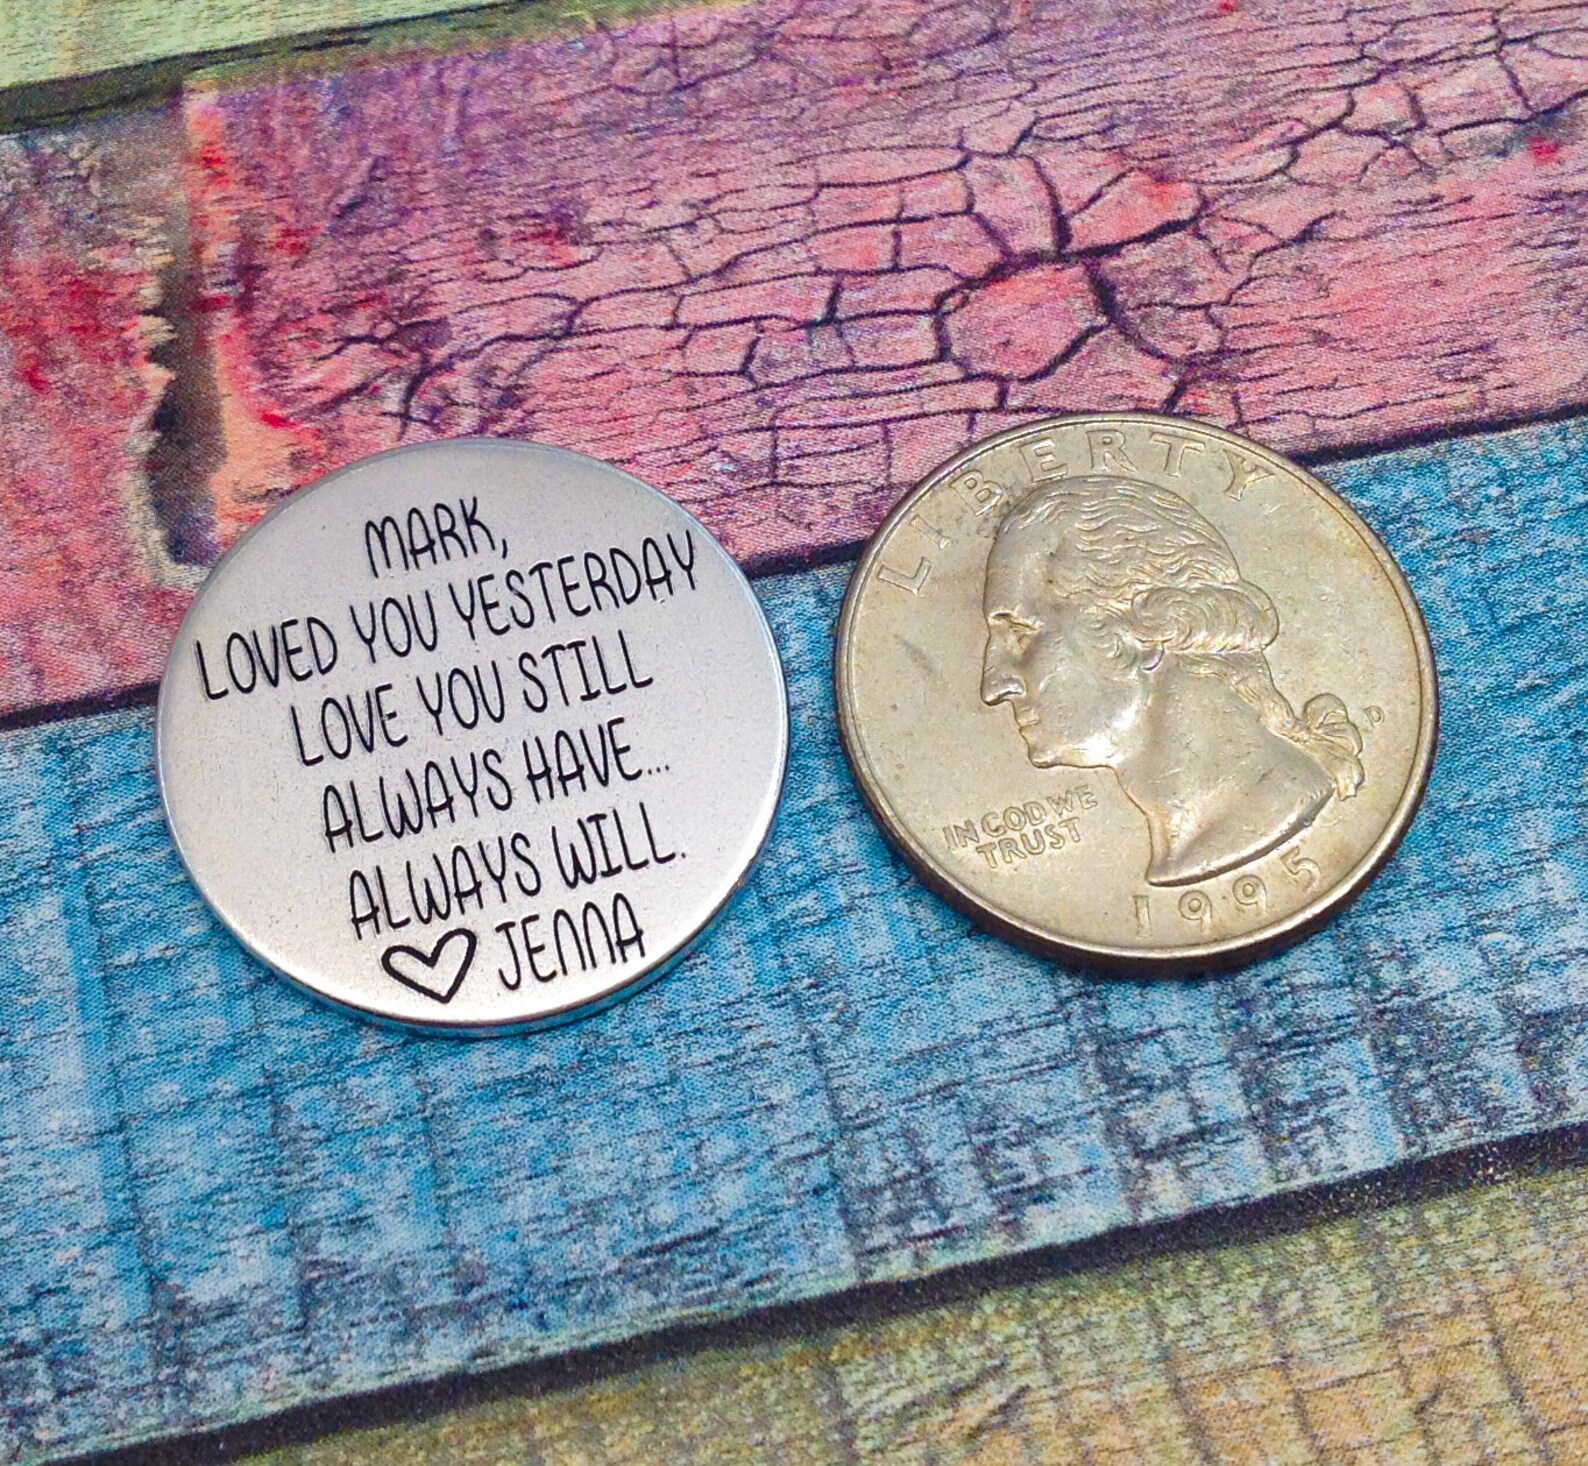 MARK,
LOVED YOU YESTERDAY
LOVE YOU STILL
ALWAYS HAVE...
ALWAYS WILL.
♡ JENNA
LIBERTY
IN GOD WE
TRUST
D
1995